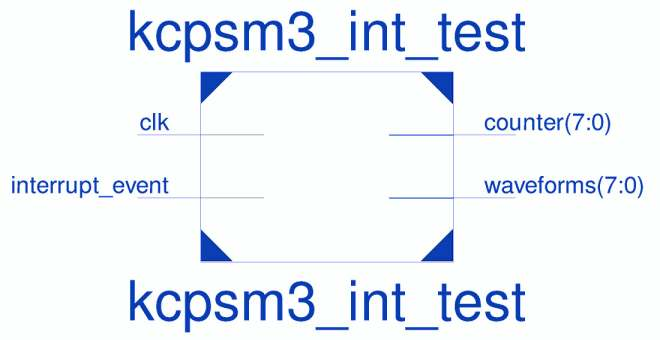 kcpsm3_int_test
clk
counter(7:0)
interrupt_event
waveforms(7:0)
kcpsm3_int_test